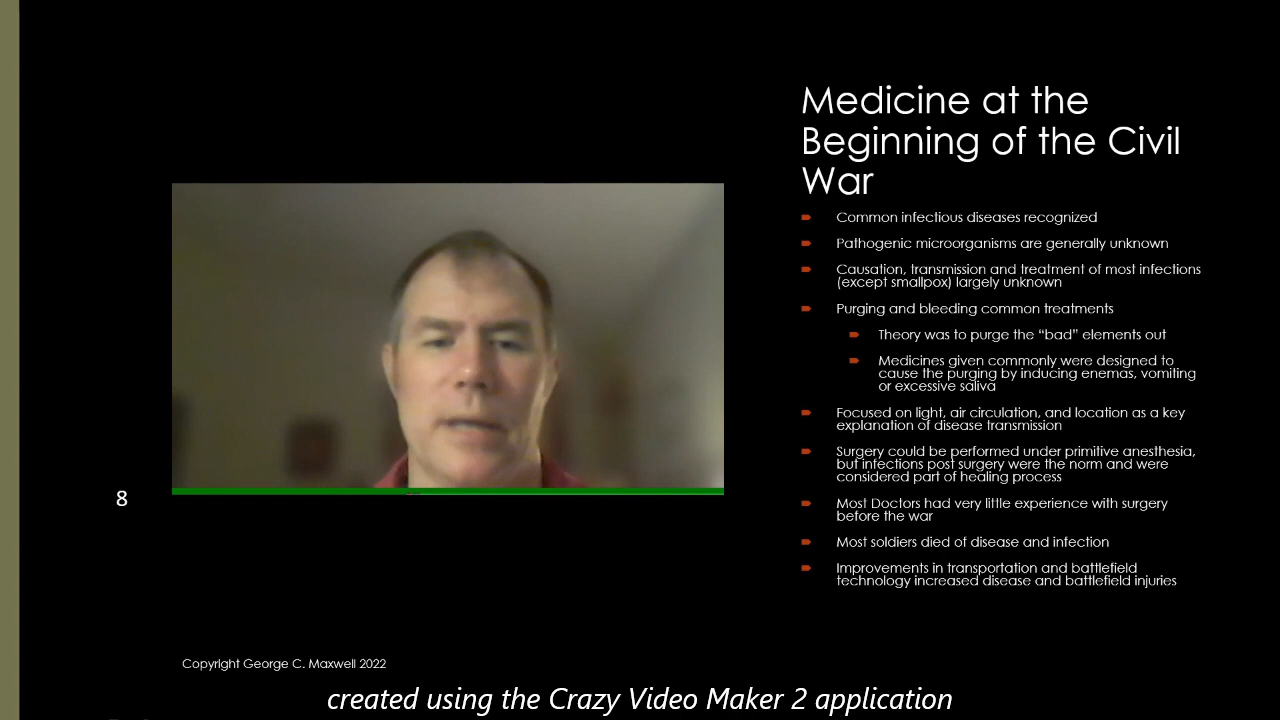 Medicine at the
Beginning of the Civil
War
Common infectious diseases recognized
Pathogenic microorganisms are generally unknown
Causation, transmission and treatment of most infections
(except smallpox) largely unknown
Purging and bleeding common treatments
Theory was to purge the “bad” elements out
Medicines given commonly were designed to
cause the purging by inducing enemas, vomiting
or excessive saliva
Focused on light, air circulation, and location as a key
explanation of disease transmission
Surgery could be performed under primitive anesthesia,
but infections post surgery were the norm and were
considered part of healing process
Most Doctors had very little experience with surgery
before the war
Most soldiers died of disease and infection
Improvements in transportation and battlefield
technology increased disease and battlefield injuries
8
Copyright George C. Maxwell 2022
created using the Crazy Video Maker 2 application